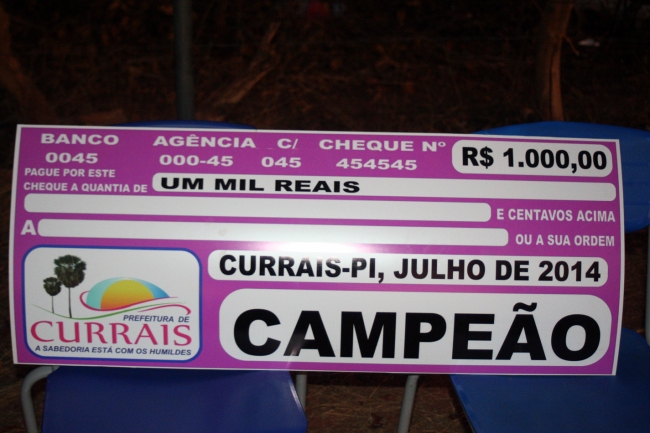 BANCO AGÊNCIA C/ CHEQUE Nº R$ 1.000,00
0045 000-45 045 454545
PAGUE POR ESTE
CHEQUE A QUANTIA DE UM MIL REAIS
E CENTAVOS ACIMA
A OU A SUA ORDEM
CURRAIS-PI, JULHO DE 2014
PREFEITURA DE
CURRAIS
A SABEDORIA ESTÁ COM OS HUMILDES
CAMPEÃO